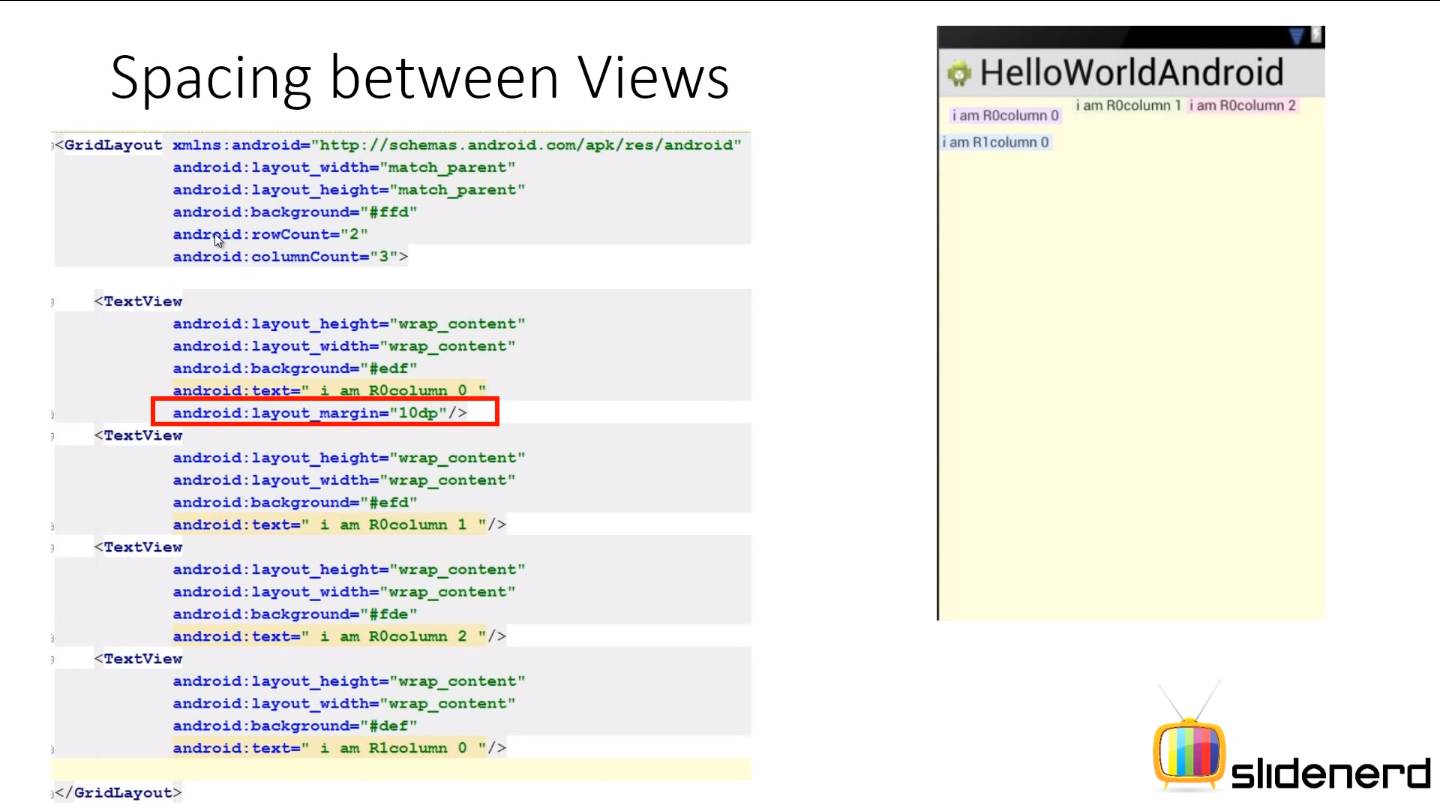 Spacing between Views
<GridLayout xmlns:android="http://schemas.android.com/apk/res/android"
android:layout_width="match_parent"
android:layout_height="match_parent"
android:background="#ffd"
android:rowCount="2"
android:columnCount="3">
<TextView
android:layout_height="wrap_content"
android:layout_width="wrap_content"
android:background="#edf"
android:text=" i am R0column 0 "
android:layout_margin="10dp"/>
<TextView
android:layout_height="wrap_content"
android:layout_width="wrap_content"
android:background="#efd"
android:text=" i am R0column 1 "/>
<TextView
android:layout_height="wrap_content"
android:layout_width="wrap_content"
android:background="#fde"
android:text=" i am R0column 2 "/>
<TextView
android:layout_height="wrap_content"
android:layout_width="wrap_content"
android:background="#def"
android:text=" i am R1column 0 "/>
</GridLayout>
HelloWorldAndroid
i am R0column 0 i am R0column 1 i am R0column 2
i am R1column 0
slidenerd